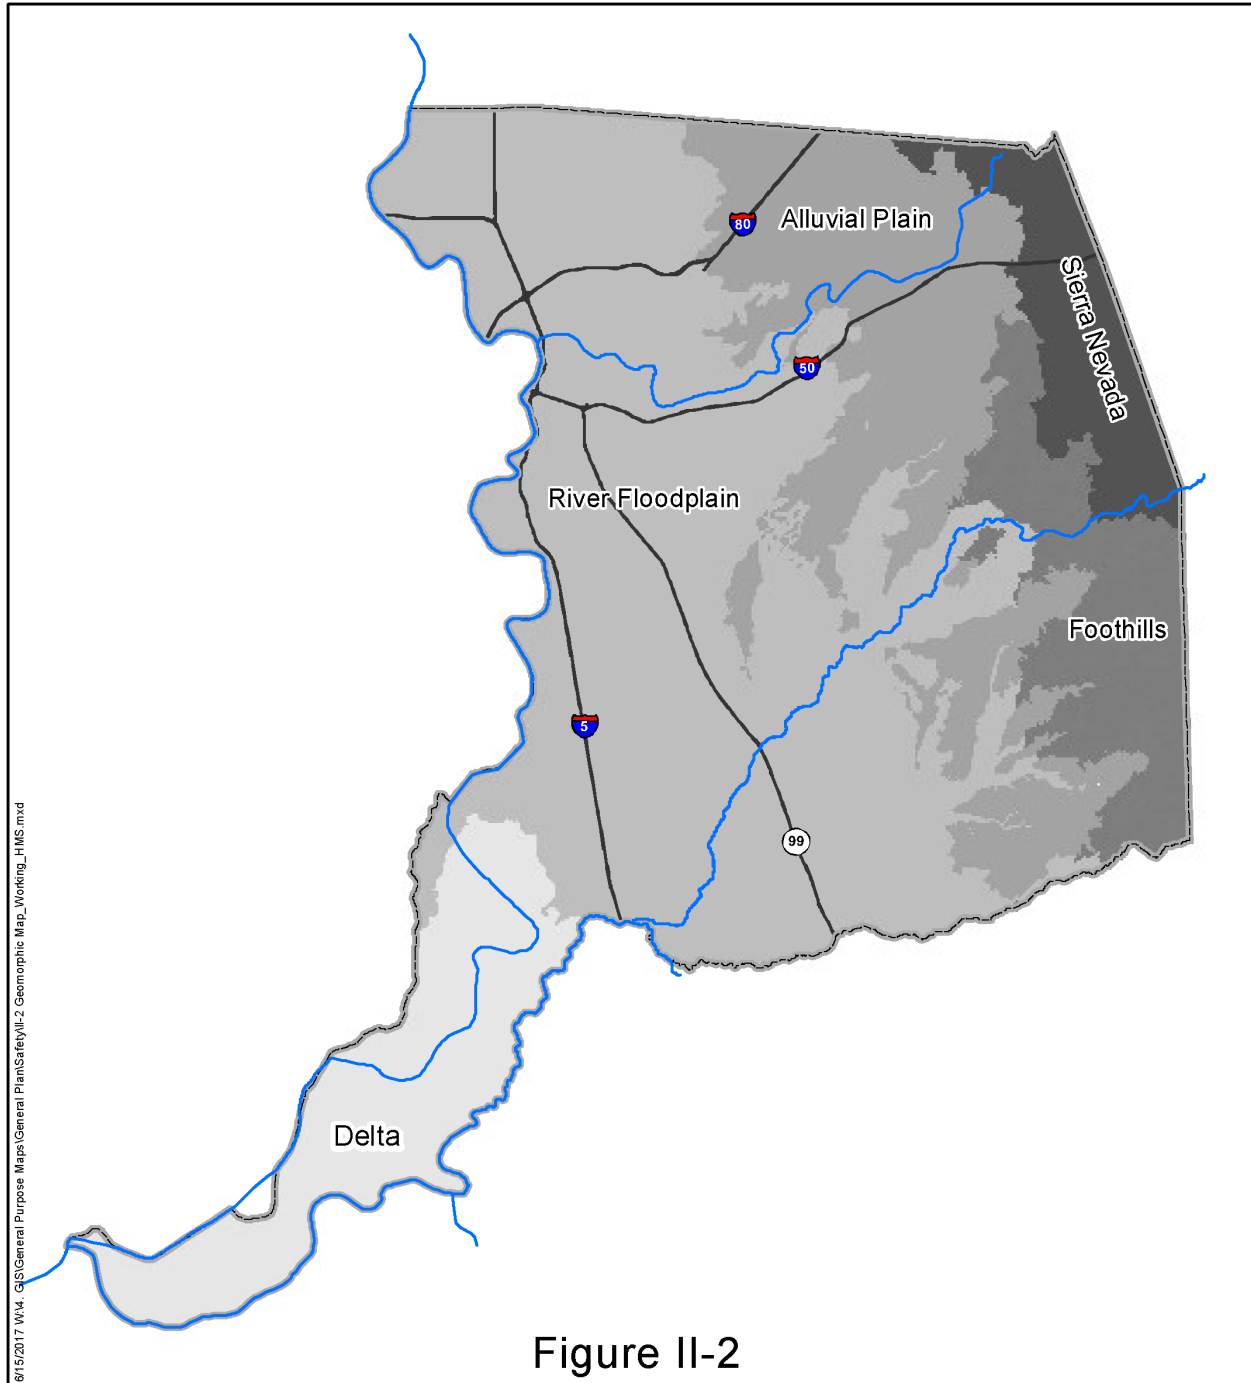 80
Alluvial Plain
Sierra Nevada
50
River Floodplain
Foothills
5
99
Delta
6/15/2017 W:\4. GIS\General Purpose Maps\General Plan\Safety\II-2 Geomorphic Map_Working_HMS.mxd
Figure II-2